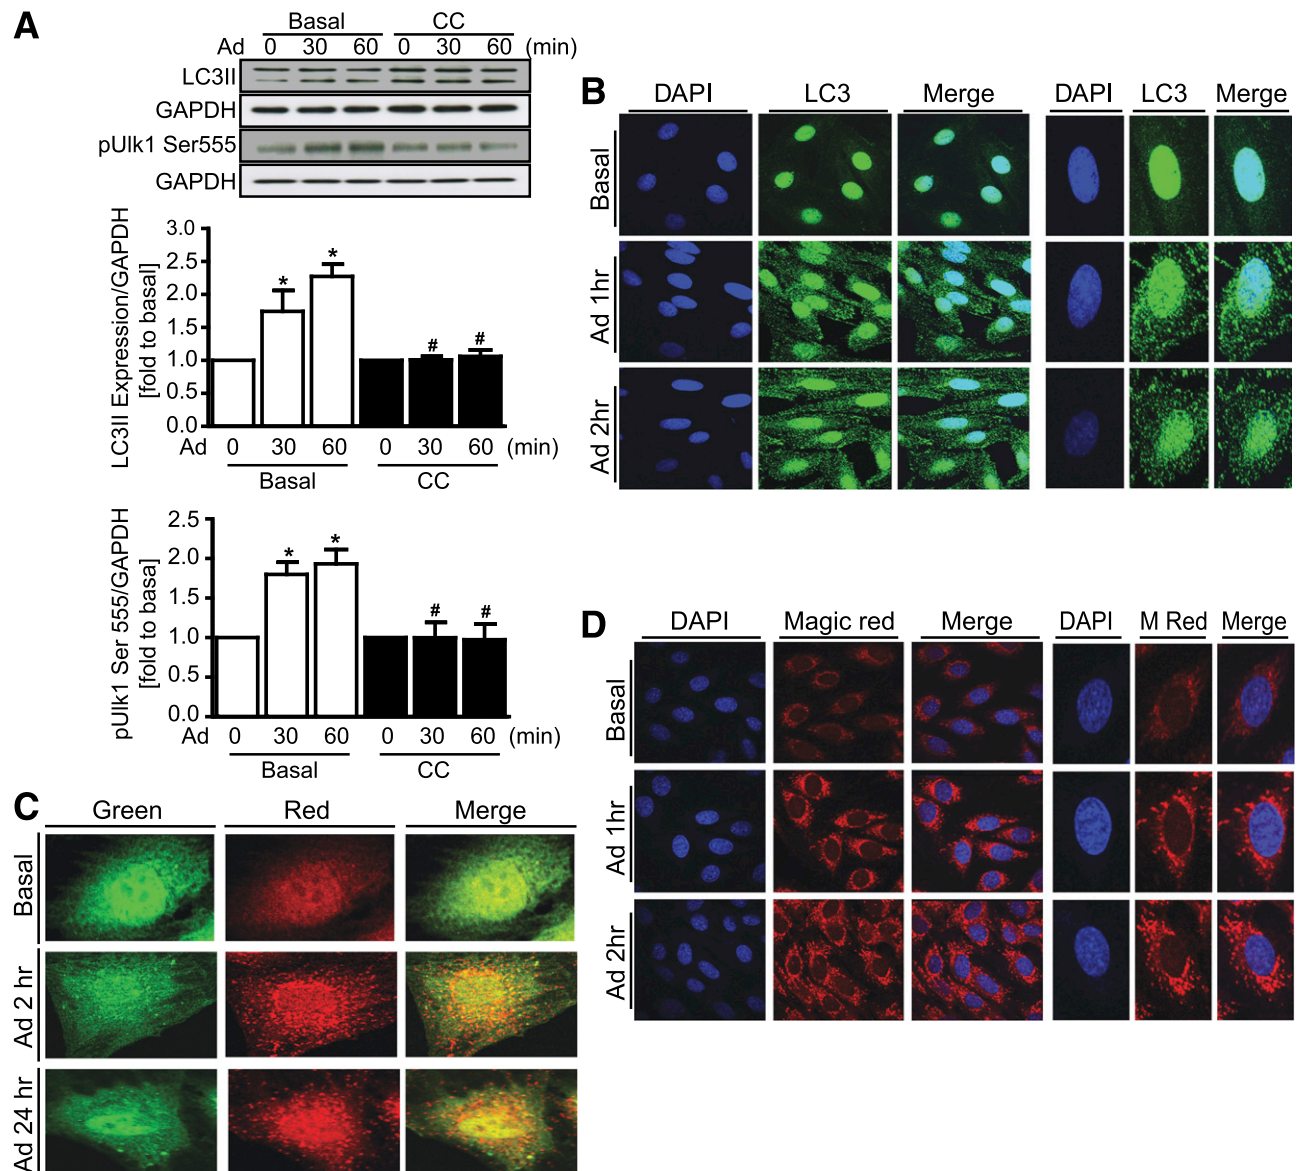 A
Basal CC
Ad 0 30 60 0 30 60 (min)
LC3II
GAPDH
pUlk1 Ser555
GAPDH
LC3II Expression/GAPDH
[fold to basal]
3.0
2.5
2.0
1.5
1.0
0.5
0.0
* * # #
Ad 0 30 60 0 30 60 (min)
Basal CC
pUlk1 Ser 555/GAPDH
[fold to basa]
2.5
2.0
1.5
1.0
0.5
0.0
* * # #
Ad 0 30 60 0 30 60 (min)
Basal CC
B
DAPI LC3 Merge DAPI LC3 Merge
Basal
Ad 1hr
Ad 2hr
C
Green Red Merge
Basal
Ad 2 hr
Ad 24 hr
D
DAPI Magic red Merge DAPI M Red Merge
Basal
Ad 1hr
Ad 2hr